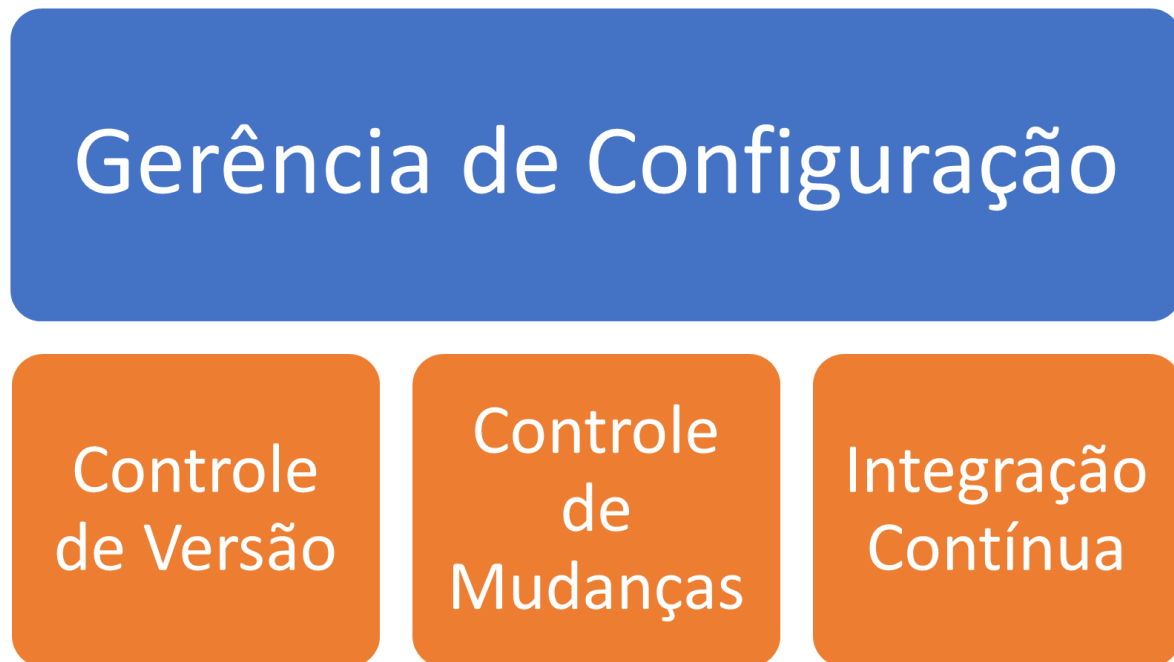 Gerência de Configuração
Controle
de Versão
Controle
de
Mudanças
Integração
Contínua